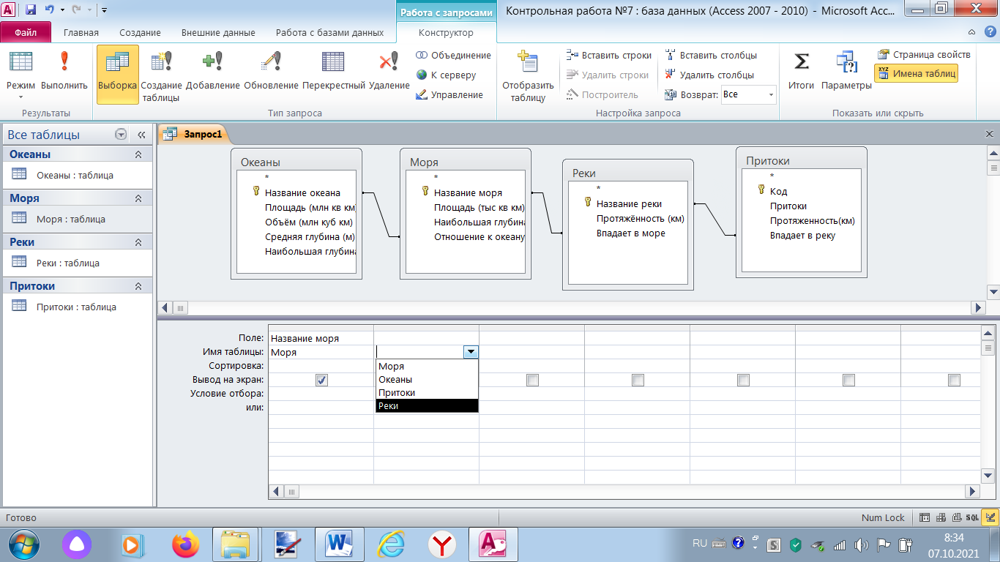 Работа с запросами
Контрольная работа №7 : база данных (Access 2007 - 2010) - Microsoft Acc...
Файл
Главная
Создание
Внешние данные
Работа с базами данных
Конструктор
Режим
Выполнить
Результаты
Выборка
Создание таблицы
Добавление
Обновление
Перекрестный
Удаление
Объединение
К серверу
Управление
Тип запроса
Отобразить таблицу
Вставить строки
Удалить строки
Построитель
Вставить столбцы
Удалить столбцы
Возврат: Все
Настройка запроса
Итоги
Параметры
Страница свойств
Имена таблиц
Показать или скрыть
Все таблицы
Океаны
Океаны : таблица
Моря
Моря : таблица
Реки
Реки : таблица
Притоки
Притоки : таблица
Запрос1
Океаны
*
Название океана
Площадь (млн кв км
Объём (млн куб км)
Средняя глубина (м)
Наибольшая глубин
Моря
*
Название моря
Площадь (тыс кв км)
Наибольшая глубин
Отношение к океану
Реки
*
Название реки
Протяжённость (км)
Впадает в море
Притоки
*
Код
Притоки
Протяженность(км)
Впадает в реку
Поле: Название моря
Имя таблицы: Моря
Сортировка:
Вывод на экран:
Условие отбора:
или:
Моря
Океаны
Притоки
Реки
Готово
Num Lock
SQL
RU
8:34
07.10.2021